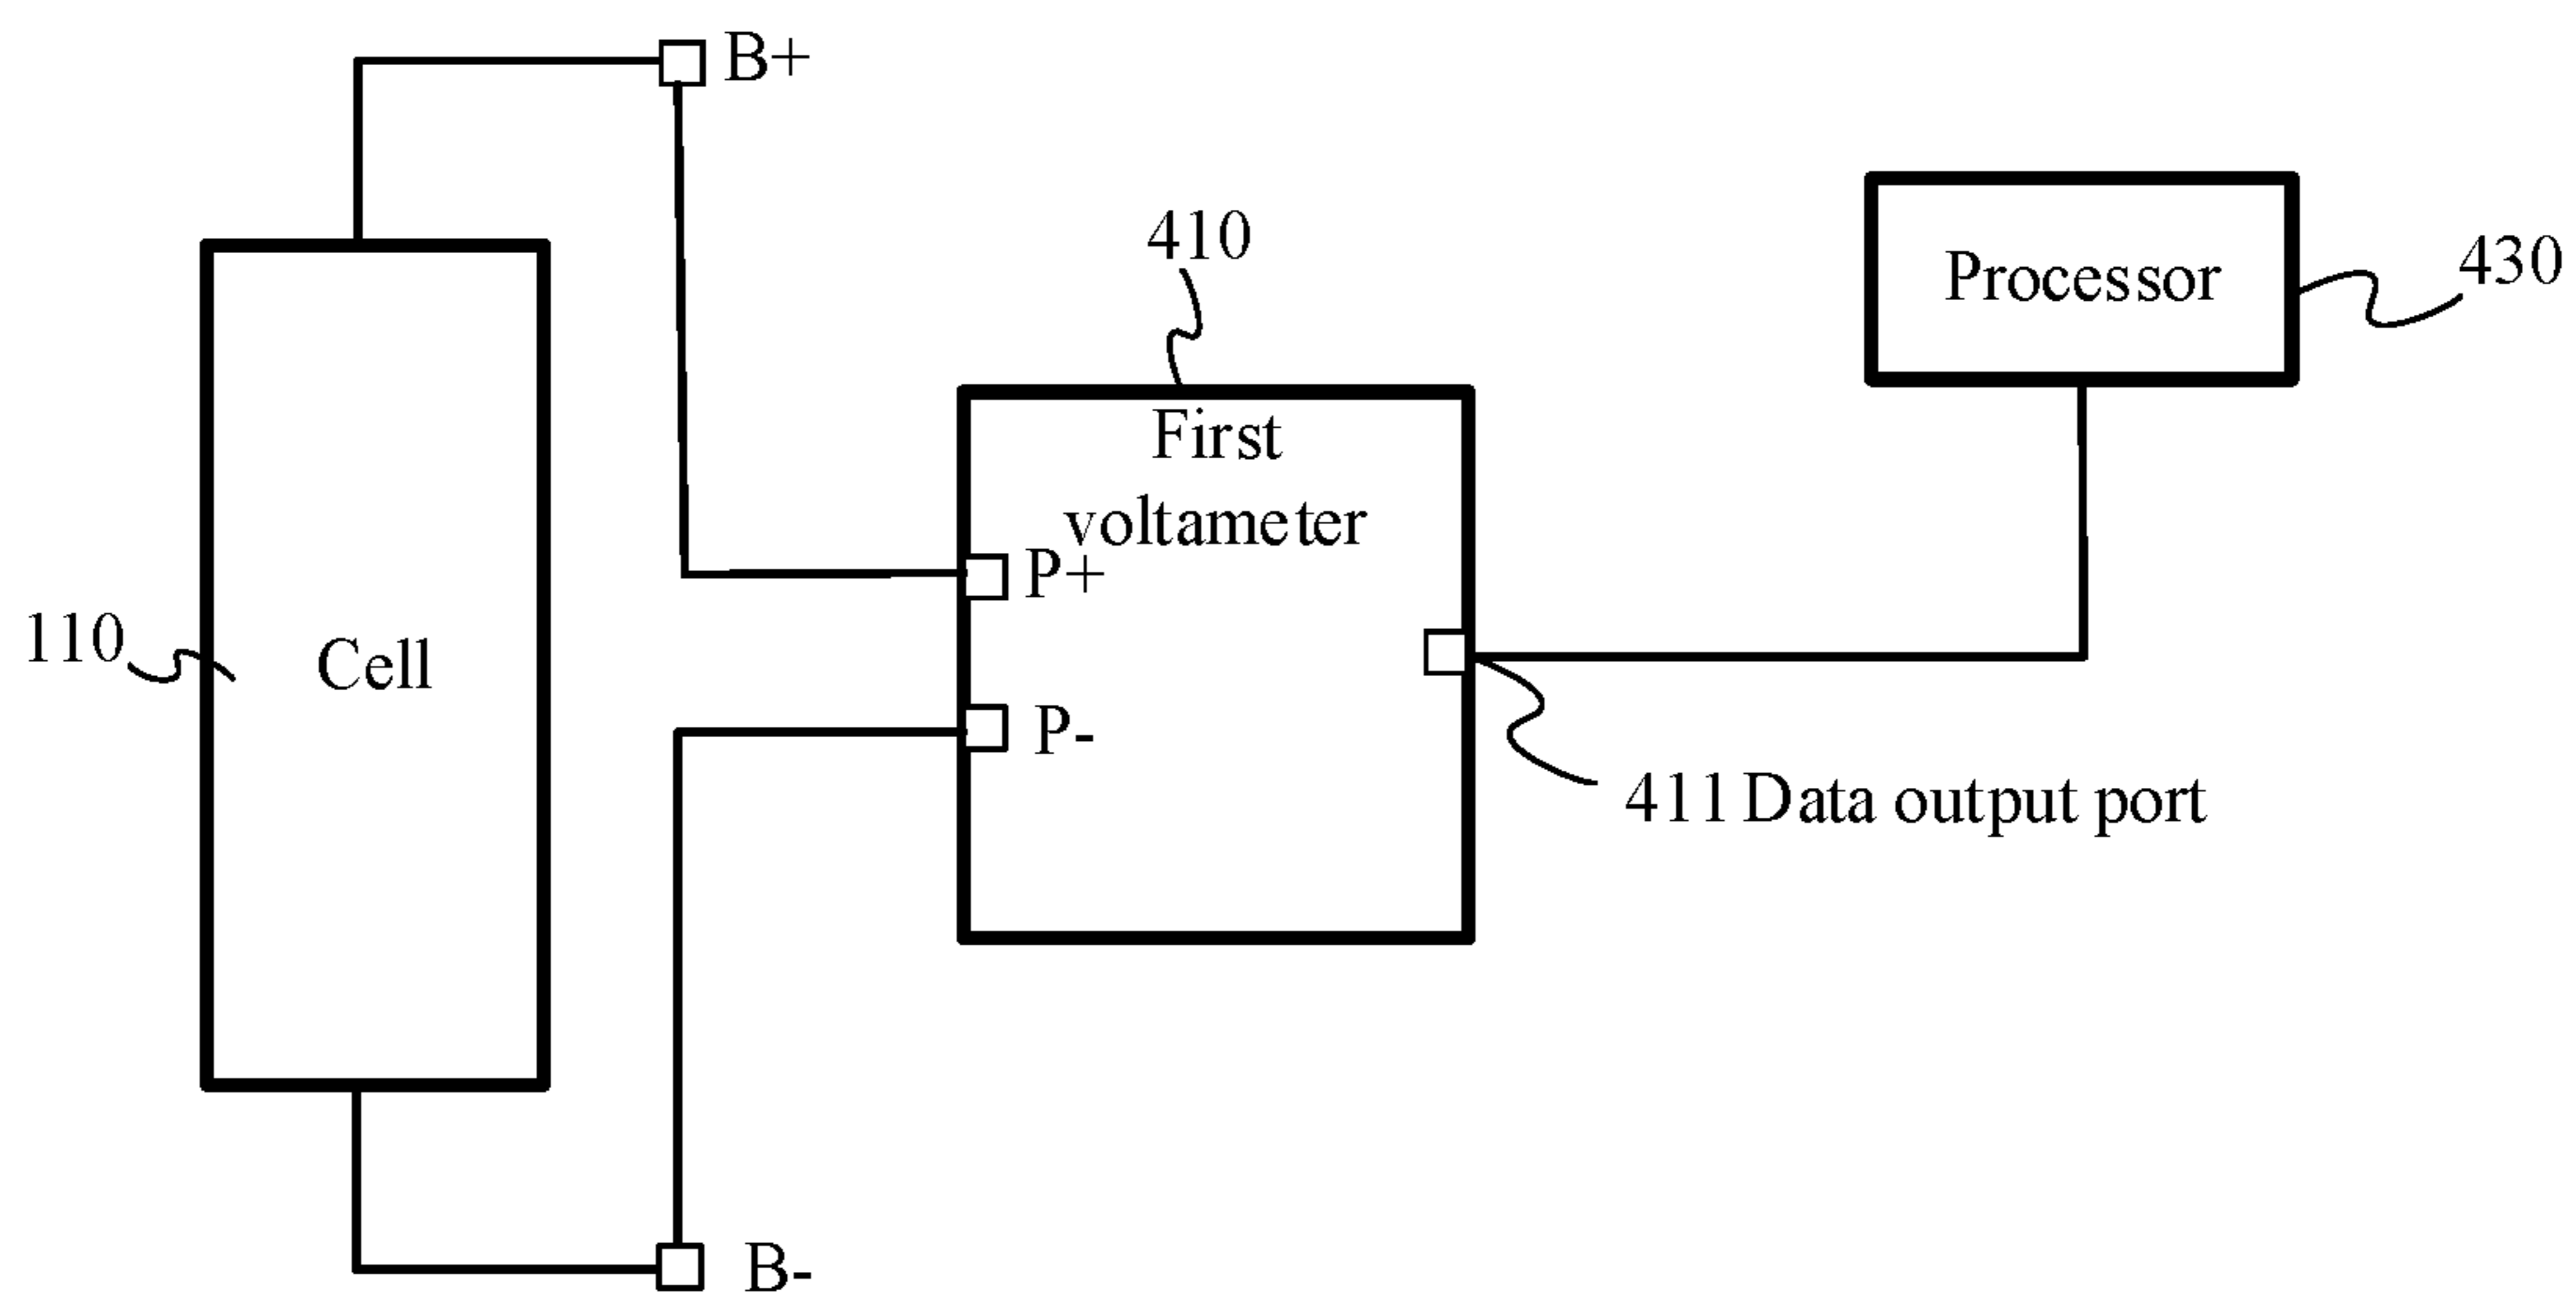 B+
410
Processor
430
First
voltameter
P+
110
Cell
P-
411 Data output port
B-